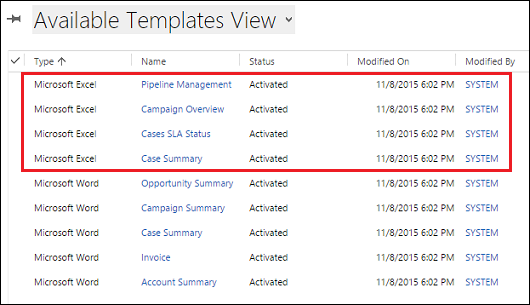 Available Templates View
Type Name Status Modified On Modified By
Microsoft Excel Pipeline Management Activated 11/8/2015 6:02 PM SYSTEM
Microsoft Excel Campaign Overview Activated 11/8/2015 6:02 PM SYSTEM
Microsoft Excel Cases SLA Status Activated 11/8/2015 6:02 PM SYSTEM
Microsoft Excel Case Summary Activated 11/8/2015 6:02 PM SYSTEM
Microsoft Word Opportunity Summary Activated 11/8/2015 6:02 PM SYSTEM
Microsoft Word Campaign Summary Activated 11/8/2015 6:02 PM SYSTEM
Microsoft Word Case Summary Activated 11/8/2015 6:02 PM SYSTEM
Microsoft Word Invoice Activated 11/8/2015 6:02 PM SYSTEM
Microsoft Word Account Summary Activated 11/8/2015 6:02 PM SYSTEM